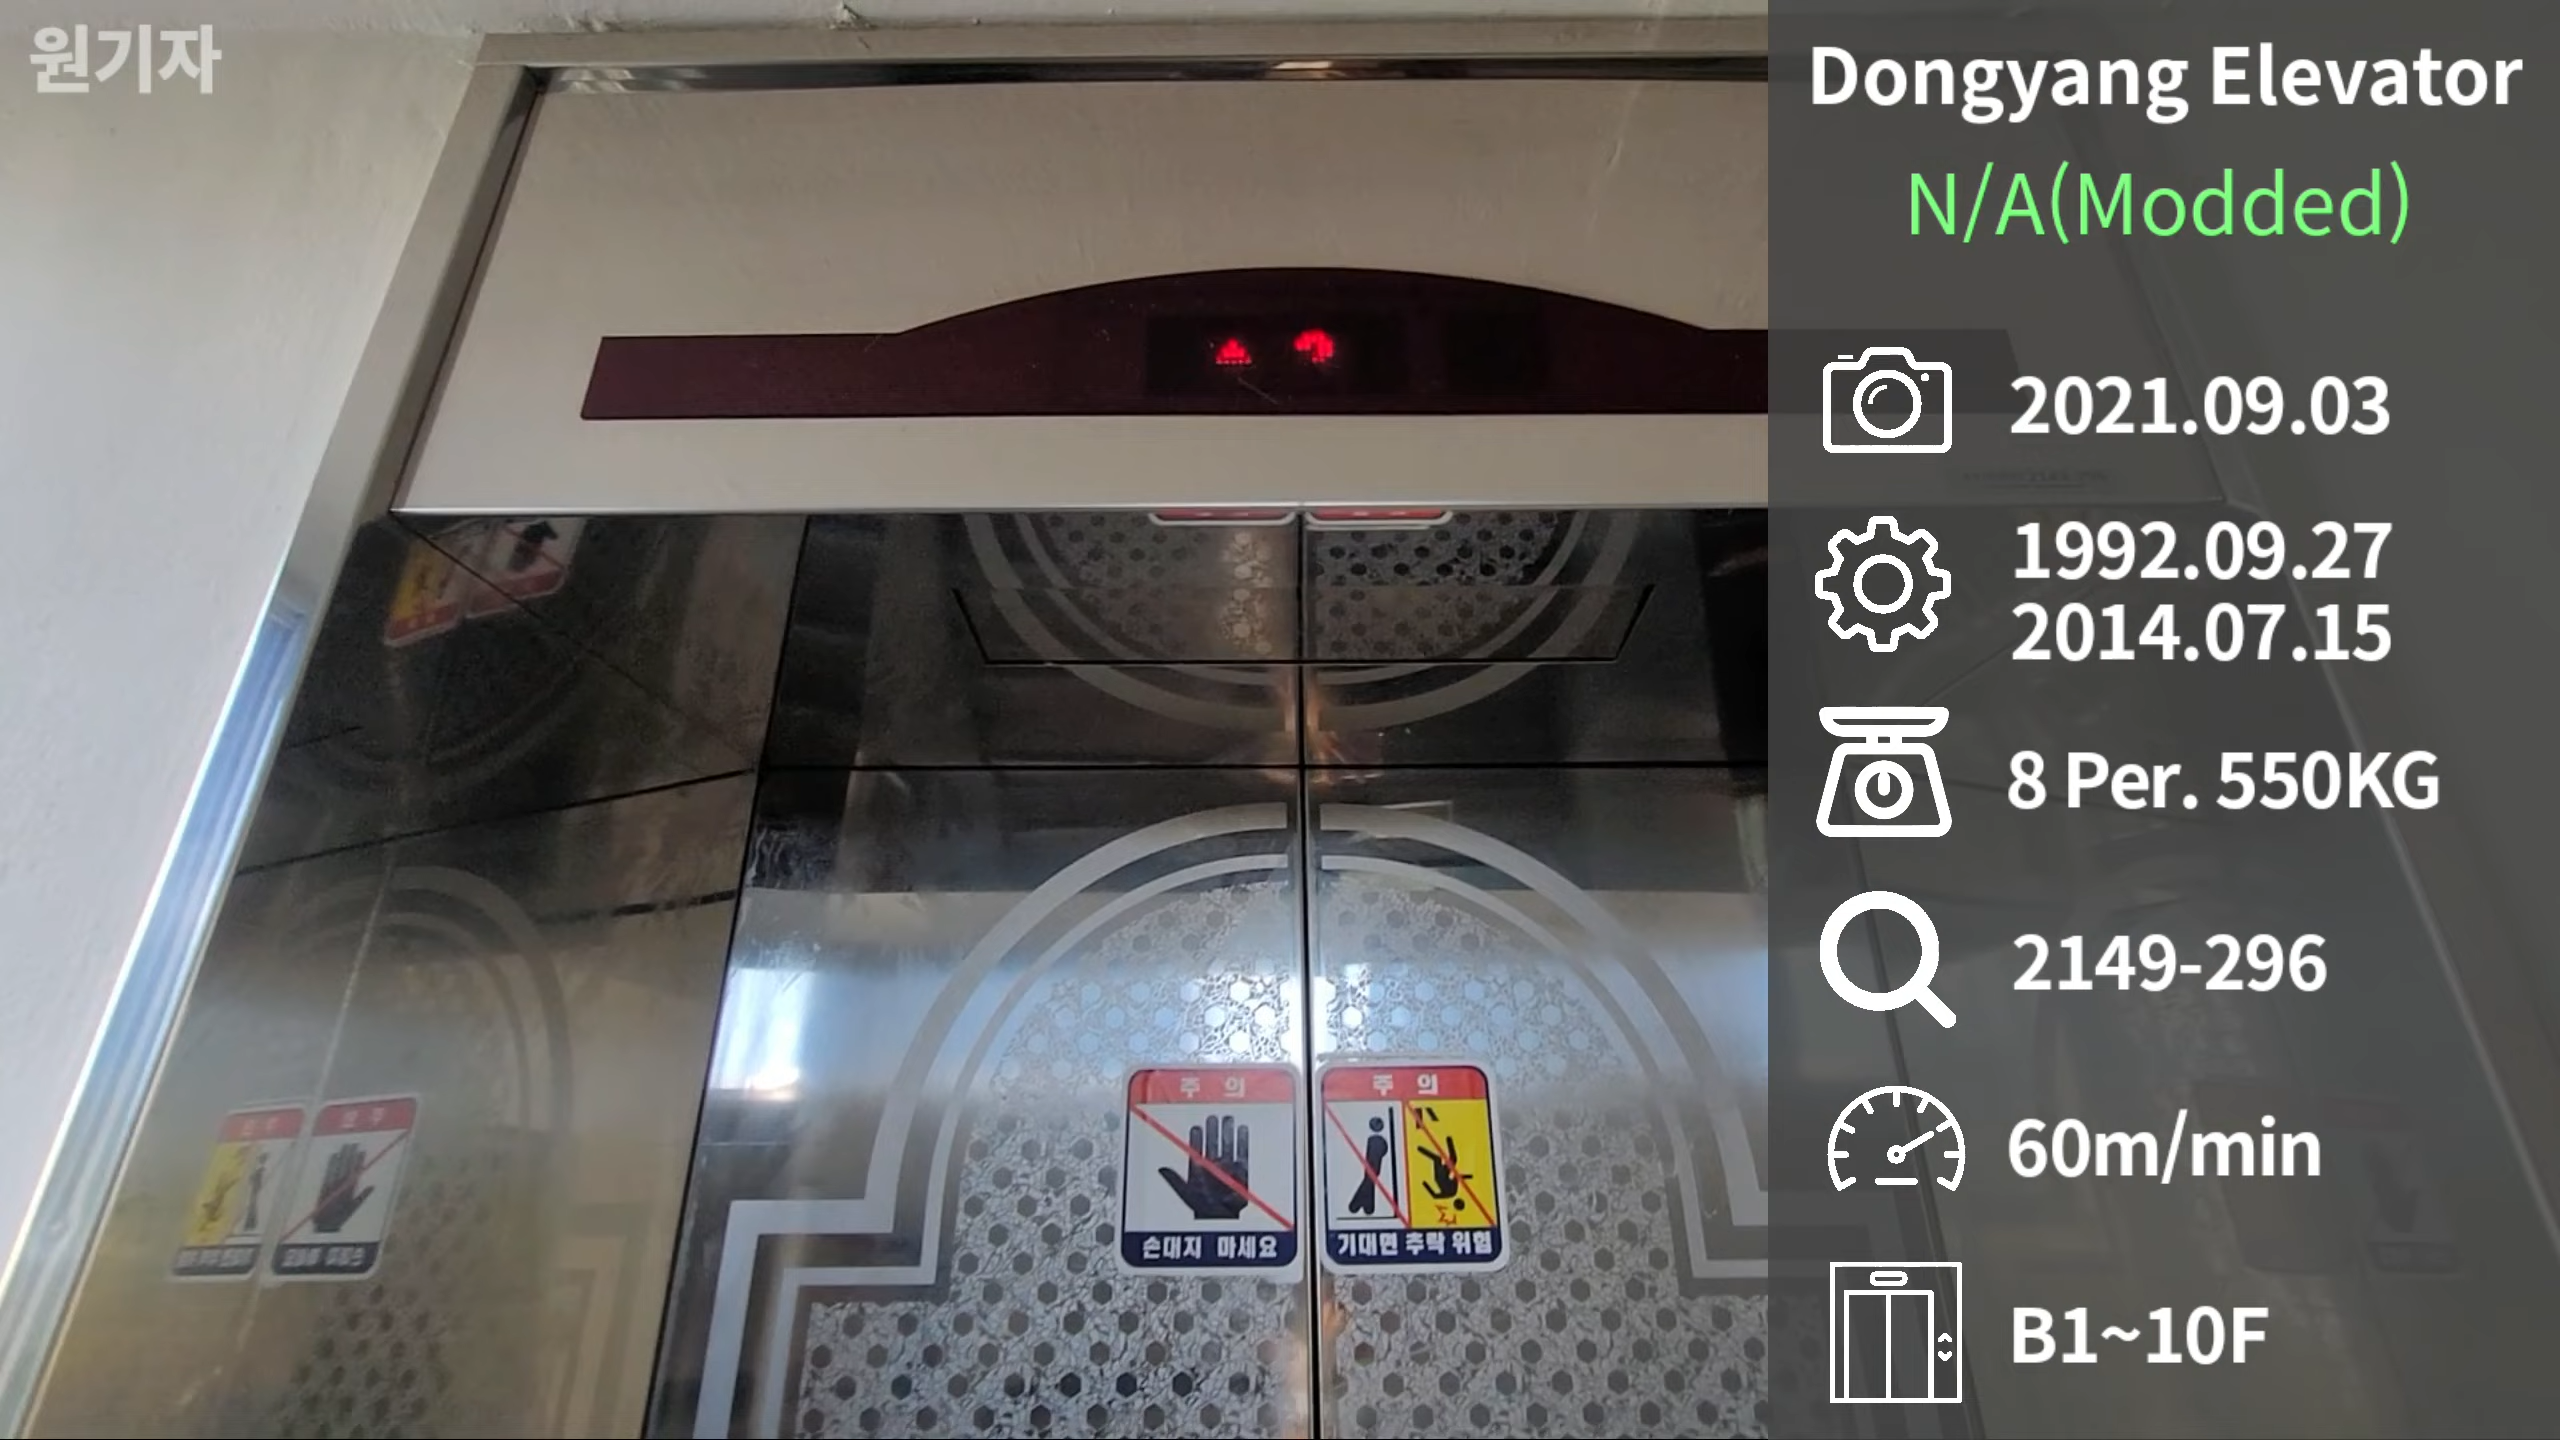 원기자
Dongyang Elevator
N/A(Modded)
2021.09.03
1992.09.27
2014.07.15
8 Per. 550KG
2149-296
60m/min
B1~10F
주 의
손대지 마세요
주 의
기대면 추락 위험